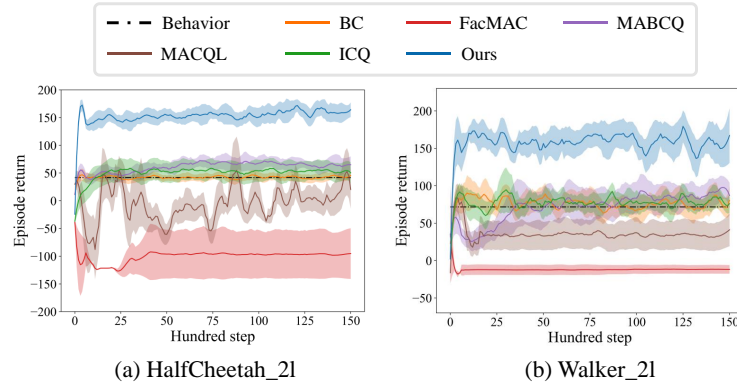 Behavior BC FacMAC MABCQ
MACQL ICQ Ours
Episode return
200
150
100
50
0
−50
−100
−150
−200
0 25 50 75 100 125 150
Hundred step
(a) HalfCheetah_2l
Episode return
200
150
100
50
0
−50
0 25 50 75 100 125 150
Hundred step
(b) Walker_2l